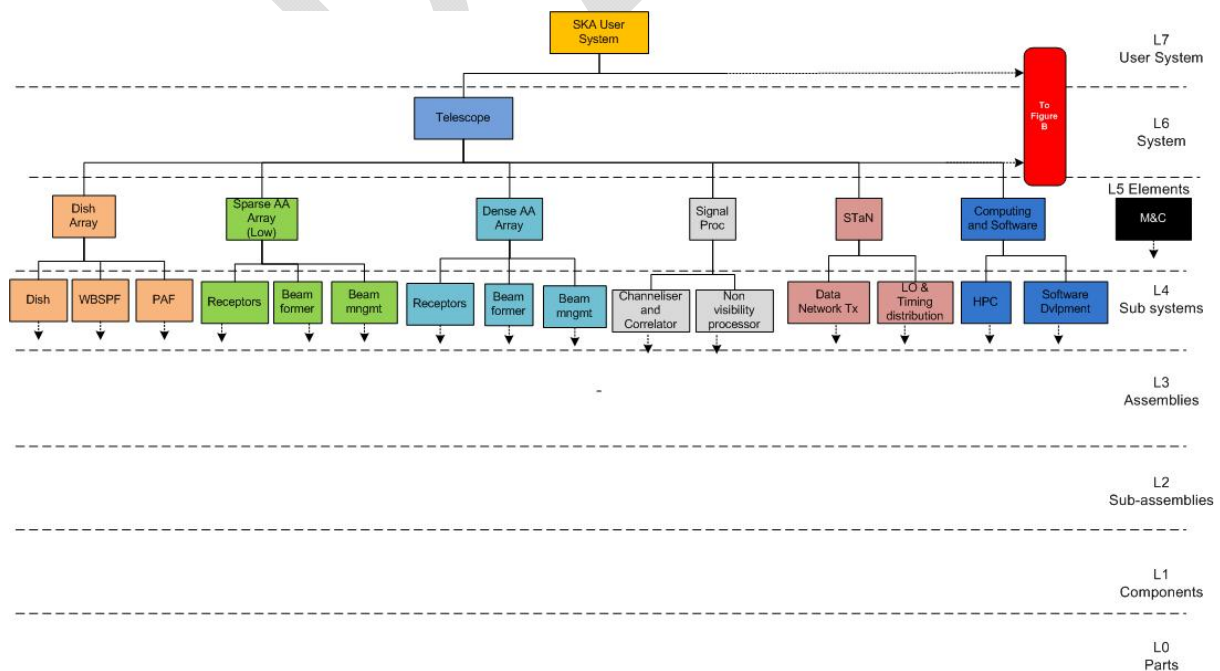 SKA User
System
L7
User System
To
Figure
B
Telescope
L6
System
L5 Elements
Dish
Array
Sparse AA
Array
(Low)
Dense AA
Array
Signal
Proc
STaN
Computing
and Software
M&C
Dish
WBSPF
PAF
Receptors
Beam
former
Beam
mngmt
Receptors
Beam
former
Beam
mngmt
Channeliser
and
Correlator
Non
visibility
processor
Data
Network Tx
LO &
Timing
distribution
HPC
Software
Dvlpment
L4
Sub systems
-
L3
Assemblies
L2
Sub-assemblies
L1
Components
L0
Parts